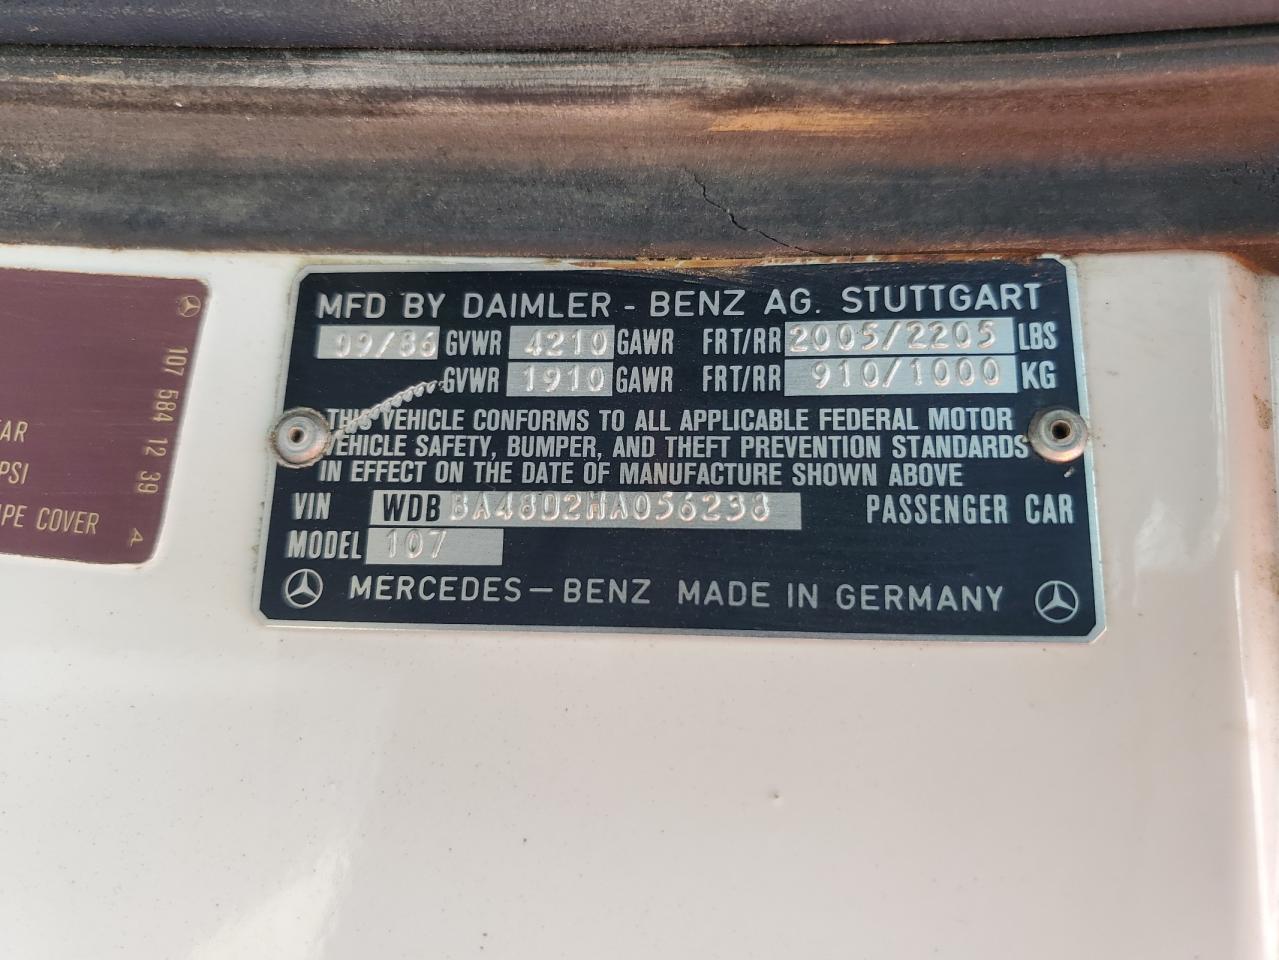 MFD BY DAIMLER - BENZ AG. STUTTGART
09/86 GVWR 4210 GAWR FRT/RR 2005/2205 LBS
GVWR 1910 GAWR FRT/RR 910/1000 KG
THIS VEHICLE CONFORMS TO ALL APPLICABLE FEDERAL MOTOR
VEHICLE SAFETY, BUMPER, AND THEFT PREVENTION STANDARDS
IN EFFECT ON THE DATE OF MANUFACTURE SHOWN ABOVE
VIN WDB BA48D2HA056238 PASSENGER CAR
MODEL 107
MERCEDES-BENZ MADE IN GERMANY
107 584 12 39 4
PSI
COVER